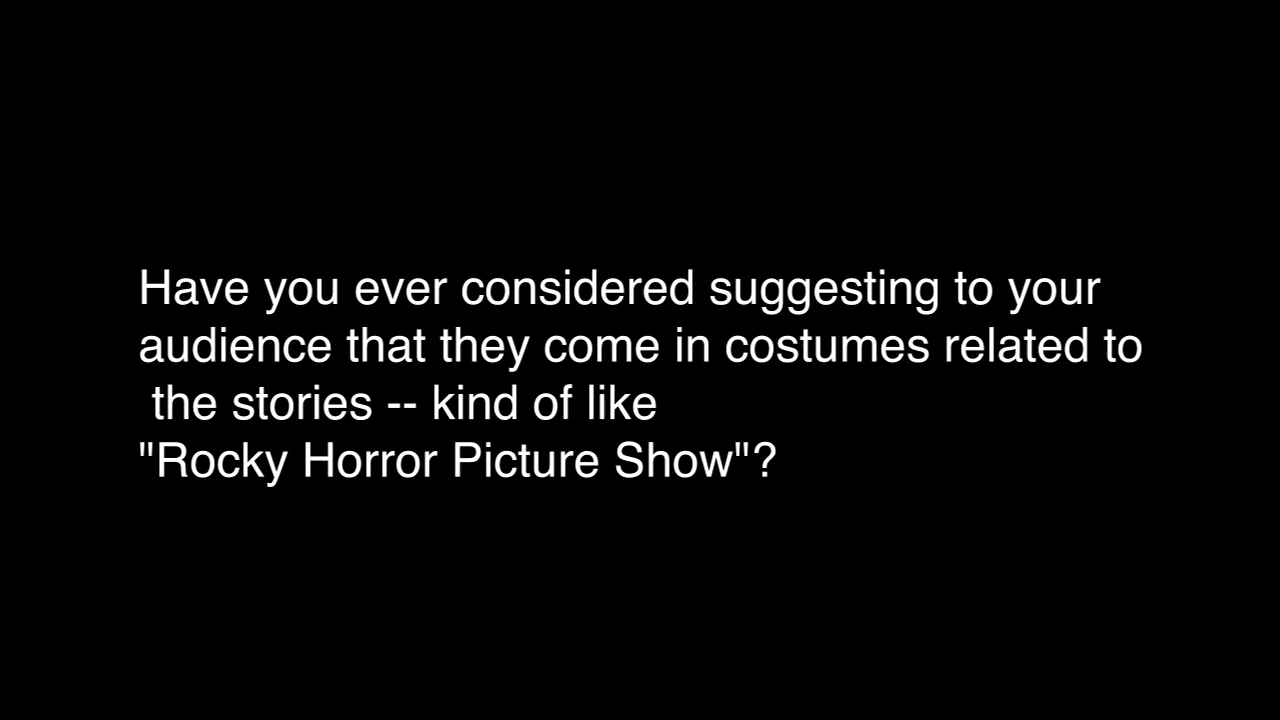 Have you ever considered suggesting to your
audience that they come in costumes related to
the stories -- kind of like
"Rocky Horror Picture Show"?